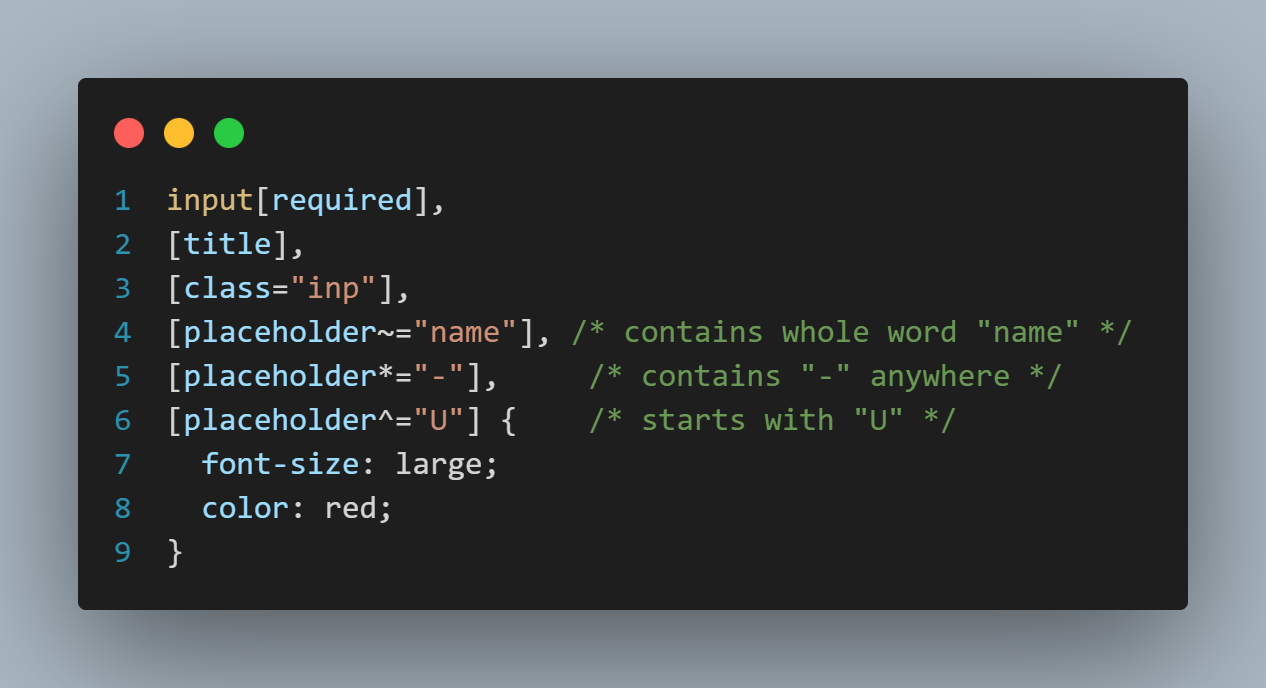 1 input[required],
2 [title],
3 [class="inp"],
4 [placeholder~="name"], /* contains whole word "name" */
5 [placeholder*="-"],     /* contains "-" anywhere */
6 [placeholder^="U"] {    /* starts with "U" */
7   font-size: large;
8   color: red;
9 }